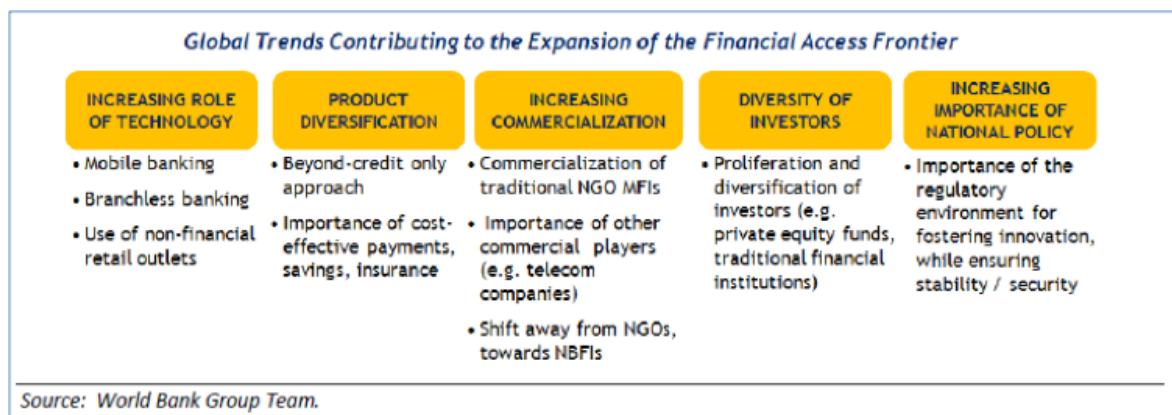 Global Trends Contributing to the Expansion of the Financial Access Frontier
INCREASING ROLE
OF TECHNOLOGY
• Mobile banking
• Branchless banking
• Use of non-financial
retail outlets
PRODUCT
DIVERSIFICATION
• Beyond-credit only
approach
• Importance of cost-
effective payments,
savings, insurance
INCREASING
COMMERCIALIZATION
• Commercialization of
traditional NGO MFIs
• Importance of other
commercial players
(e.g. telecom
companies)
• Shift away from NGOs,
towards NBFIs
DIVERSITY OF
INVESTORS
• Proliferation and
diversification of
investors (e.g.
private equity funds,
traditional financial
institutions)
INCREASING
IMPORTANCE OF
NATIONAL POLICY
• Importance of the
regulatory
environment for
fostering innovation,
while ensuring
stability / security
Source: World Bank Group Team.